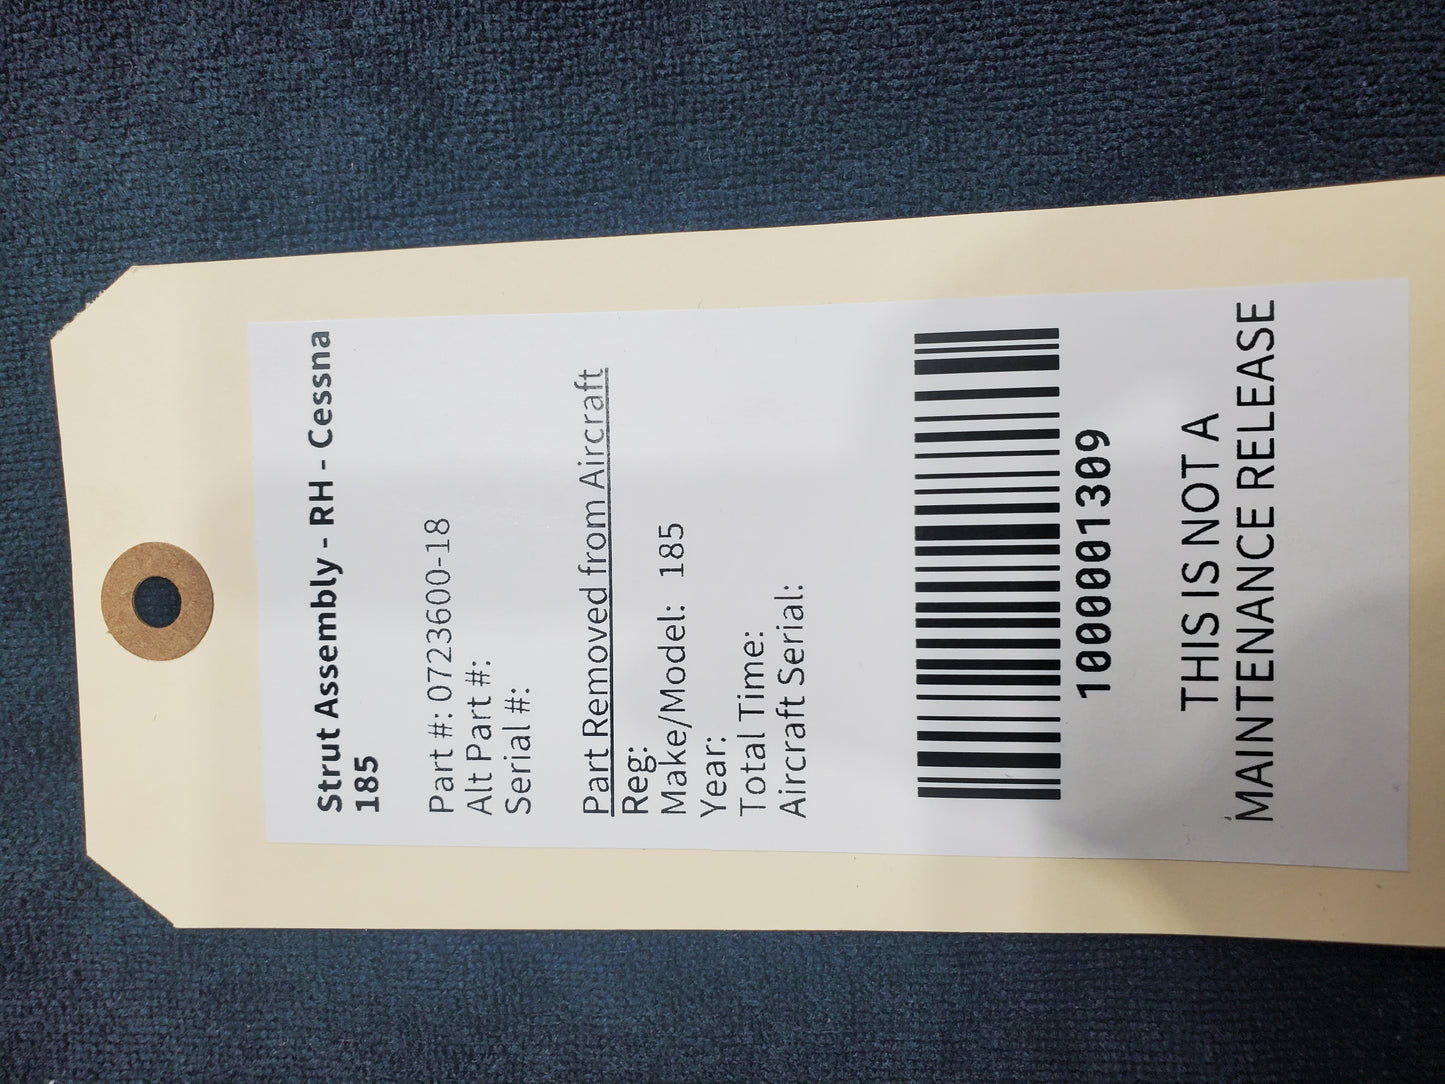 Strut Assembly - RH - Cessna
185
Part #: 0723600-18
Alt Part #:
Serial #:
Part Removed from Aircraft
Reg:
Make/Model: 185
Year:
Total Time:
Aircraft Serial:
1000001309
THIS IS NOT A
MAINTENANCE RELEASE